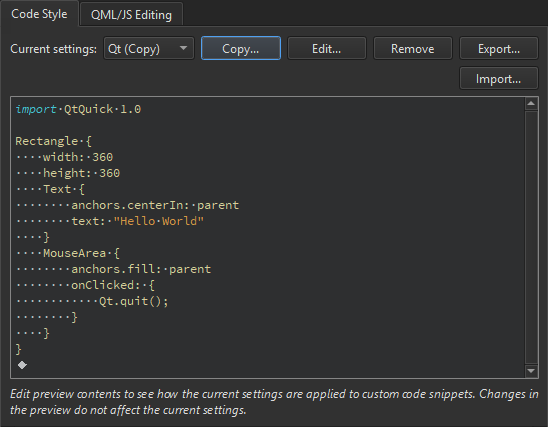 Code Style QML/JS Editing
Current settings: Qt (Copy) Copy... Edit... Remove Export...
Import...
import QtQuick 1.0
Rectangle {
····width: 360
····height: 360
····Text {
········anchors.centerIn: parent
········text: "Hello World"
····}
····MouseArea {
········anchors.fill: parent
········onClicked: {
············Qt.quit();
········}
····}
}
Edit preview contents to see how the current settings are applied to custom code snippets. Changes in
the preview do not affect the current settings.